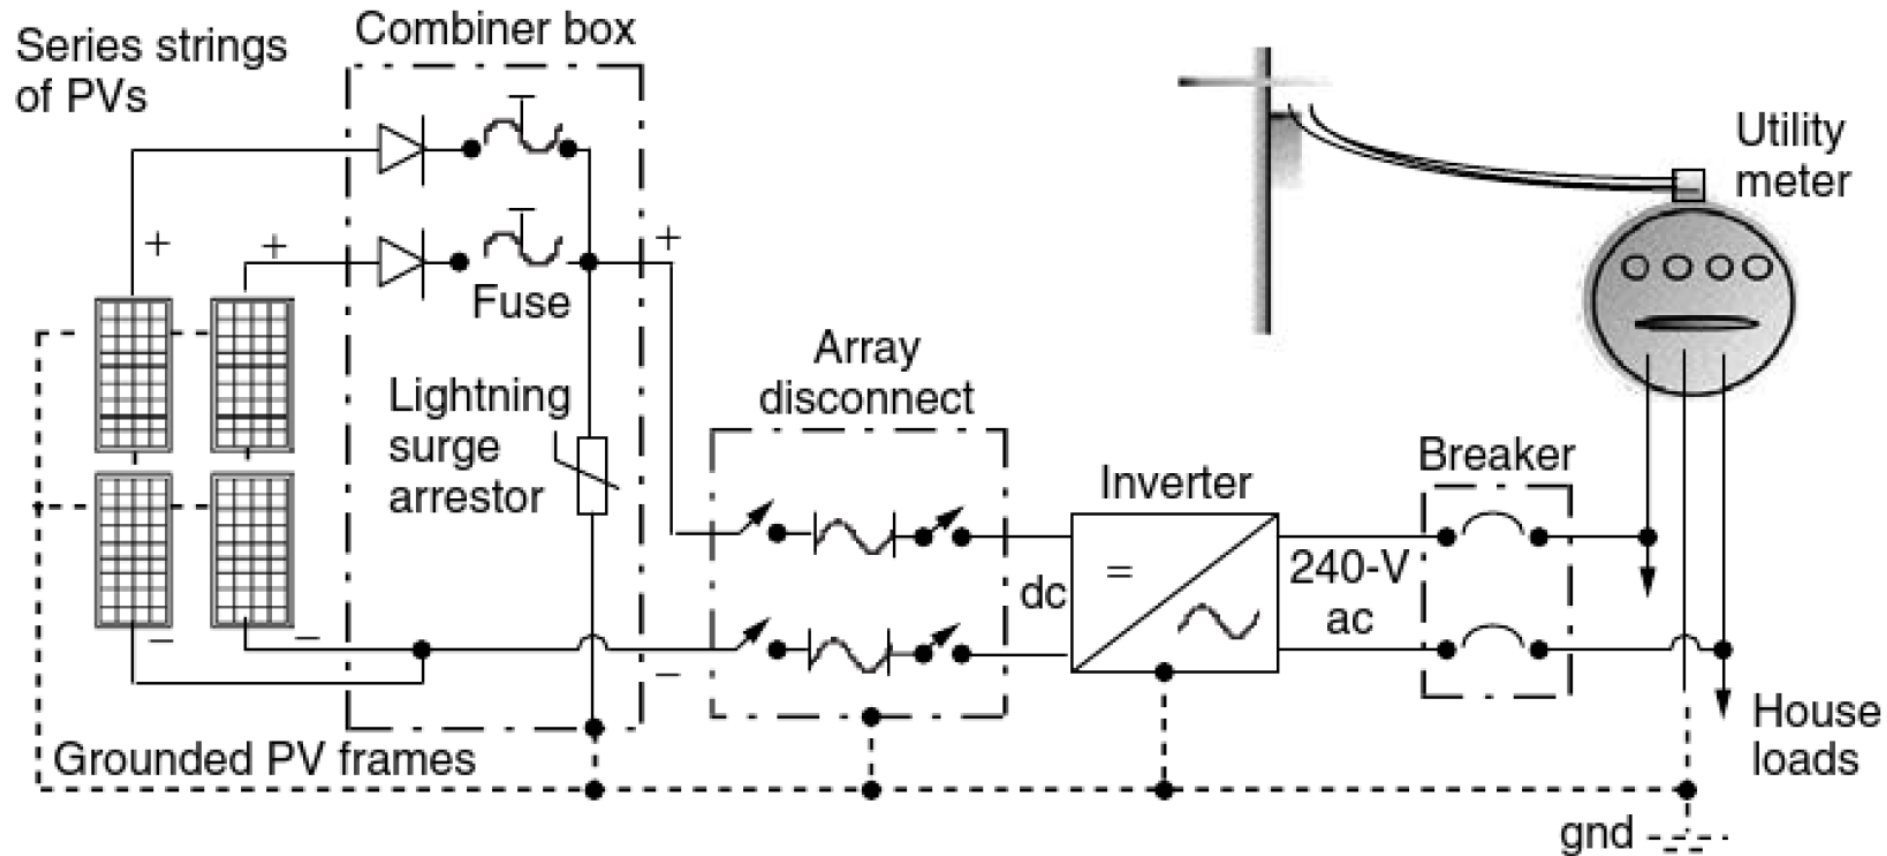 Series strings
of PVs
Combiner box
Utility
meter
+
+
+
Fuse
Array
disconnect
Lightning
surge
arrestor
Breaker
Inverter
=
dc
240-V
ac
−
−
−
House
loads
Grounded PV frames
gnd